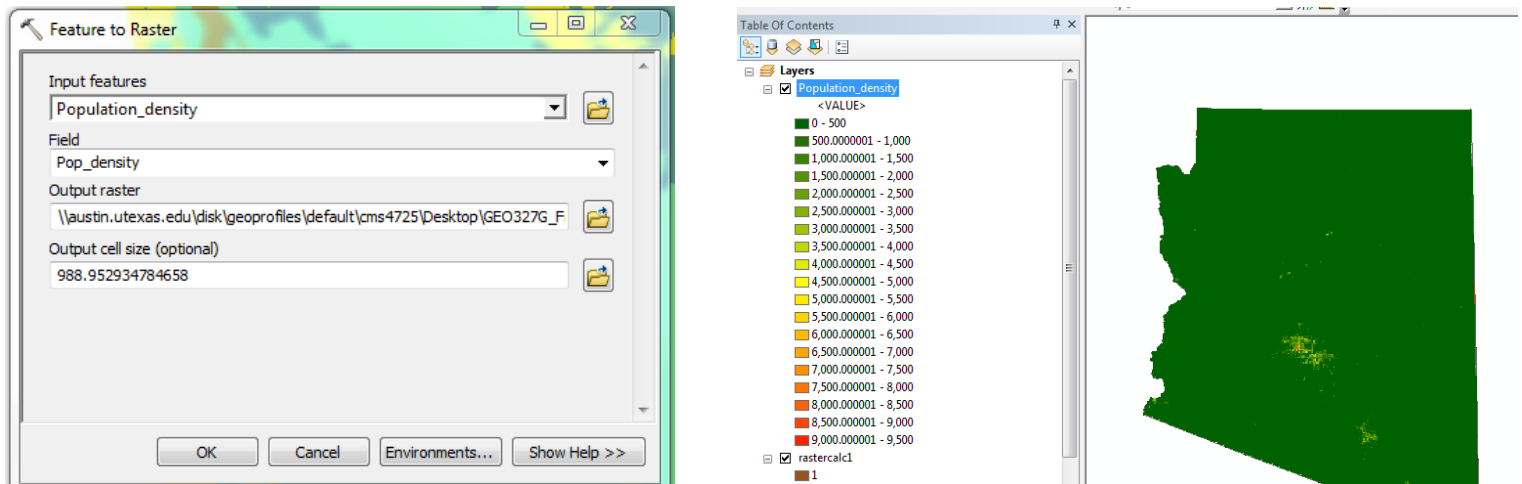 Feature to Raster
Input features
Population_density
Field
Pop_density
Output raster
\\austin.utexas.edu\disk\geoprofiles\default\cms4725\Desktop\GEO327G_F
Output cell size (optional)
988.952934784658
OK
Cancel
Environments...
Show Help >>
Table Of Contents
Layers
Population_density
<VALUE>
0 - 500
500.0000001 - 1,000
1,000.000001 - 1,500
1,500.000001 - 2,000
2,000.000001 - 2,500
2,500.000001 - 3,000
3,000.000001 - 3,500
3,500.000001 - 4,000
4,000.000001 - 4,500
4,500.000001 - 5,000
5,000.000001 - 5,500
5,500.000001 - 6,000
6,000.000001 - 6,500
6,500.000001 - 7,000
7,000.000001 - 7,500
7,500.000001 - 8,000
8,000.000001 - 8,500
8,500.000001 - 9,000
9,000.000001 - 9,500
rastercalc1
1